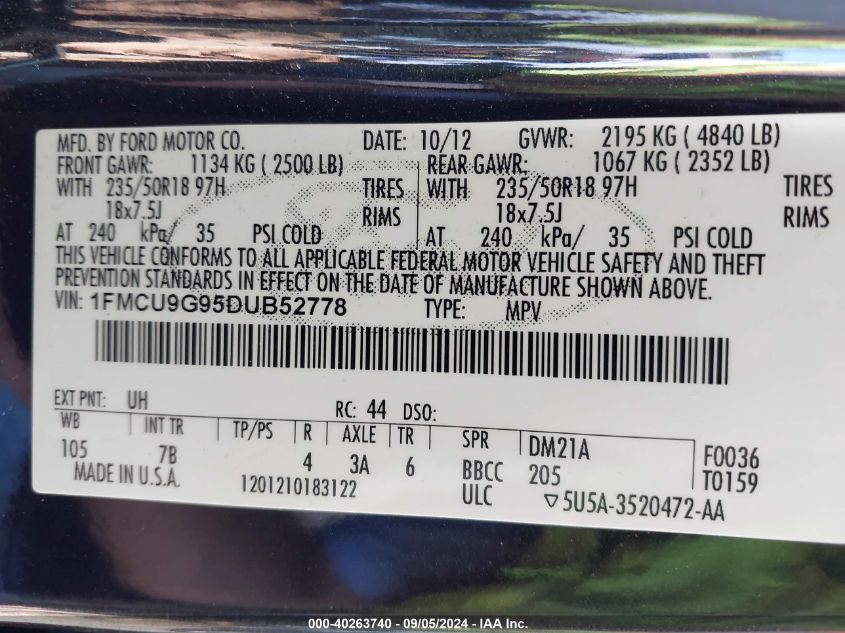 MFD. BY FORD MOTOR CO. DATE: 10/12 GVWR: 2195 KG ( 4840 LB)
FRONT GAWR: 1134 KG ( 2500 LB) REAR GAWR: 1067 KG ( 2352 LB)
WITH 235/50R18 97H TIRES WITH 235/50R18 97H TIRES
18x7.5J RIMS 18x7.5J RIMS
AT 240 kPa/ 35 PSI COLD AT 240 kPa/ 35 PSI COLD
THIS VEHICLE CONFORMS TO ALL APPLICABLE FEDERAL MOTOR VEHICLE SAFETY AND THEFT
PREVENTION STANDARDS IN EFFECT ON THE DATE OF MANUFACTURE SHOWN ABOVE.
VIN: 1FMCU9G95DUB52778 TYPE: MPV
EXT PNT: UH RC: 44 DSO:
WB INT TR TP/PS R AXLE TR SPR DM21A F0036
105 7B 4 3A 6 BBCC 205 T0159
MADE IN U.S.A. 1201210183122 ULC ▽5U5A-3520472-AA
000-40263740 - 09/05/2024 - IAA Inc.